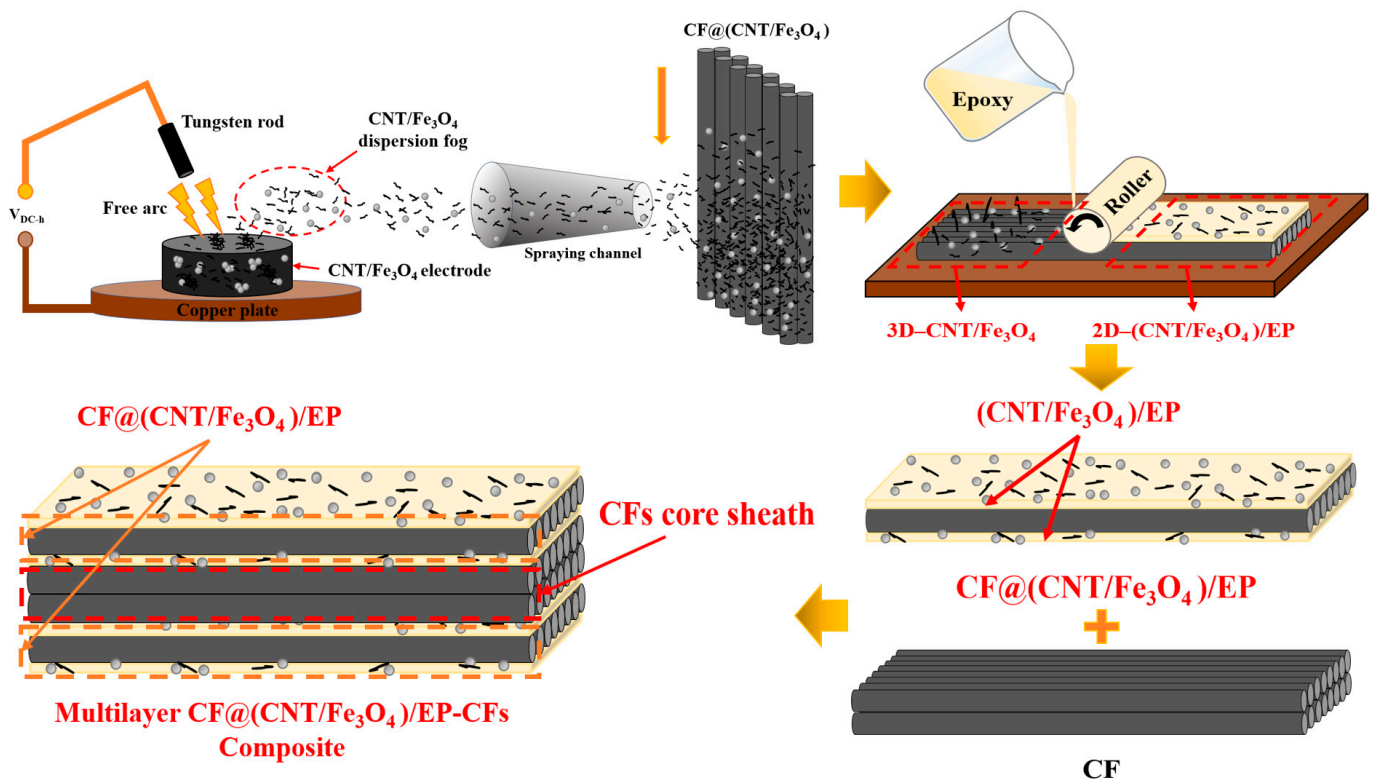 CF@(CNT/Fe₃O₄)
Tungsten rod
CNT/Fe₃O₄
dispersion fog
Epoxy
Roller
V_DC-h
Free arc
Spraying channel
CNT/Fe₃O₄ electrode
Copper plate
3D–CNT/Fe₃O₄
2D–(CNT/Fe₃O₄)/EP
CF@(CNT/Fe₃O₄)/EP
(CNT/Fe₃O₄)/EP
CFs core sheath
CF@(CNT/Fe₃O₄)/EP
Multilayer CF@(CNT/Fe₃O₄)/EP-CFs
Composite
CF